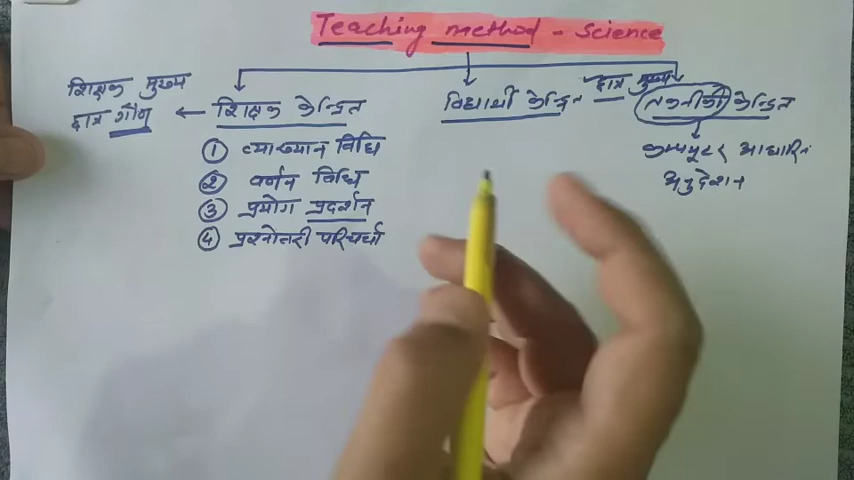 Teaching method - Science
शिक्षक मुख्य
छात्र गौण
शिक्षक केन्द्रित
① व्याख्यान विधि
② वर्णन विधि
③ प्रयोग प्रदर्शन
④ प्रश्नोत्तरी परिचर्चा
विद्यार्थी केन्द्रित
छात्र मुख्य
तकनीकी केन्द्रित
कम्प्यूटर आधारित
अनुदेशन